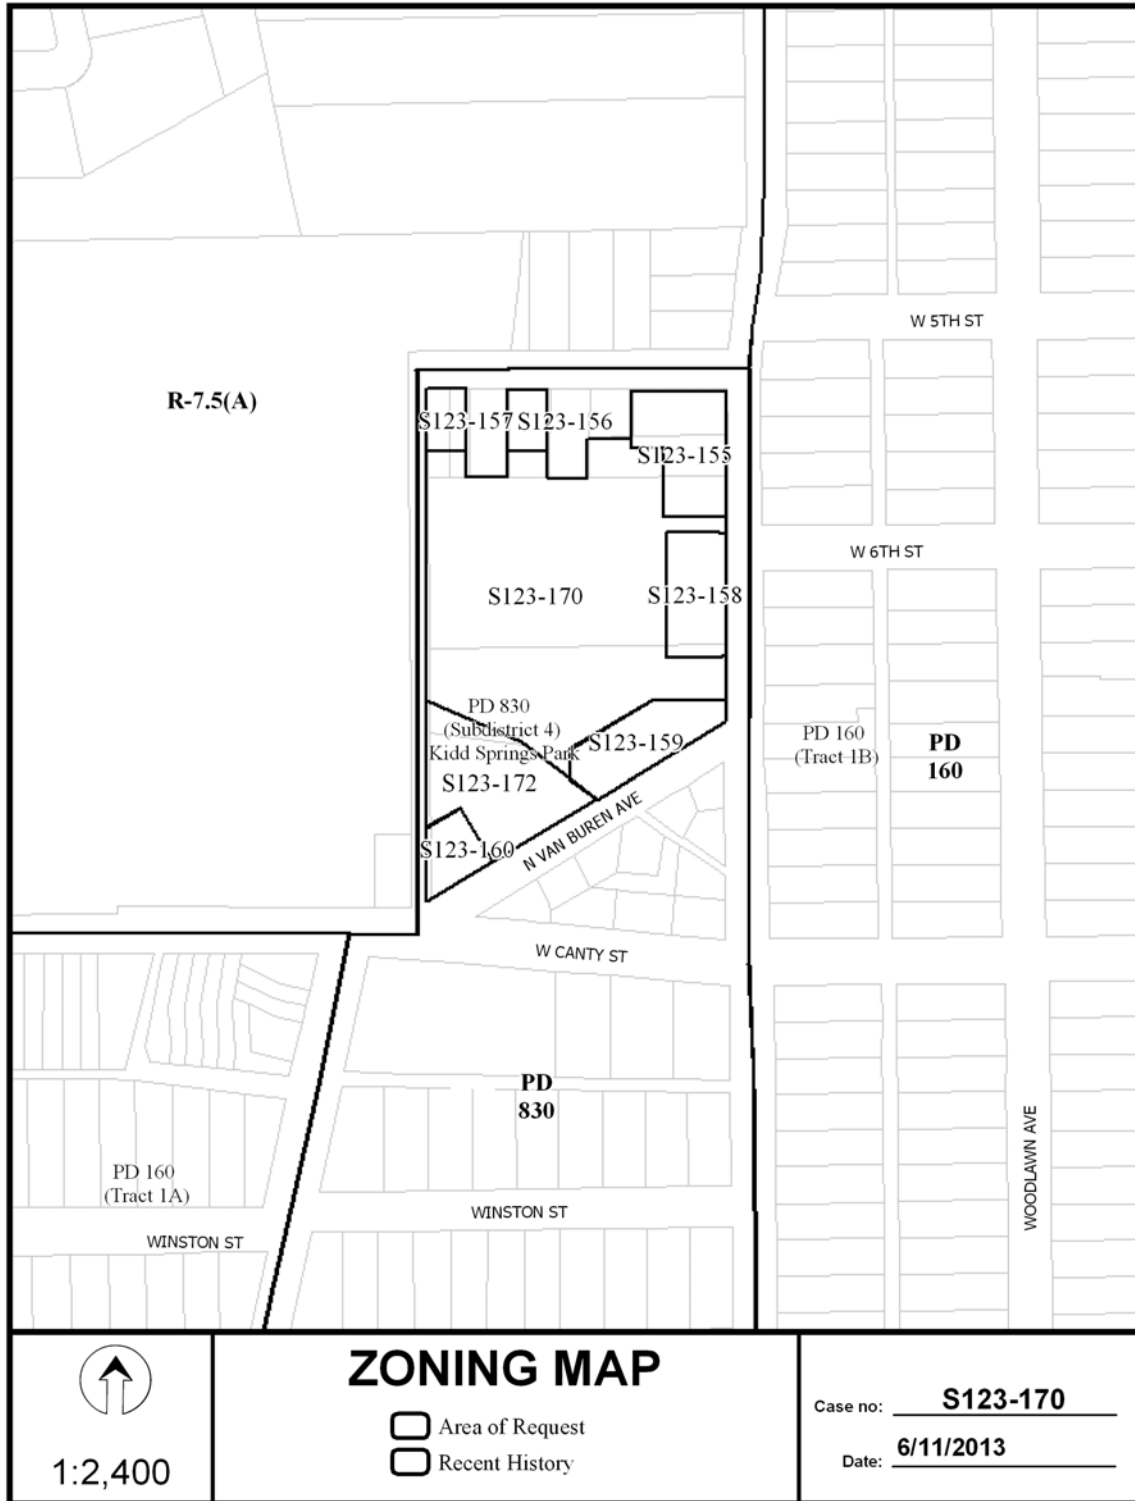 W 5TH ST
R-7.5(A)
S123-157
S123-156
S123-155
W 6TH ST
S123-170
S123-158
PD 830
(Subdistrict 4)
Kidd Springs Park
S123-159
S123-172
PD 160
(Tract 1B)
PD
160
N VAN BUREN AVE
S123-160
W CANTY ST
PD
830
WOODLAWN AVE
PD 160
(Tract 1A)
WINSTON ST
WINSTON ST
1:2,400
ZONING MAP
Area of Request
Recent History
Case no: S123-170
Date: 6/11/2013